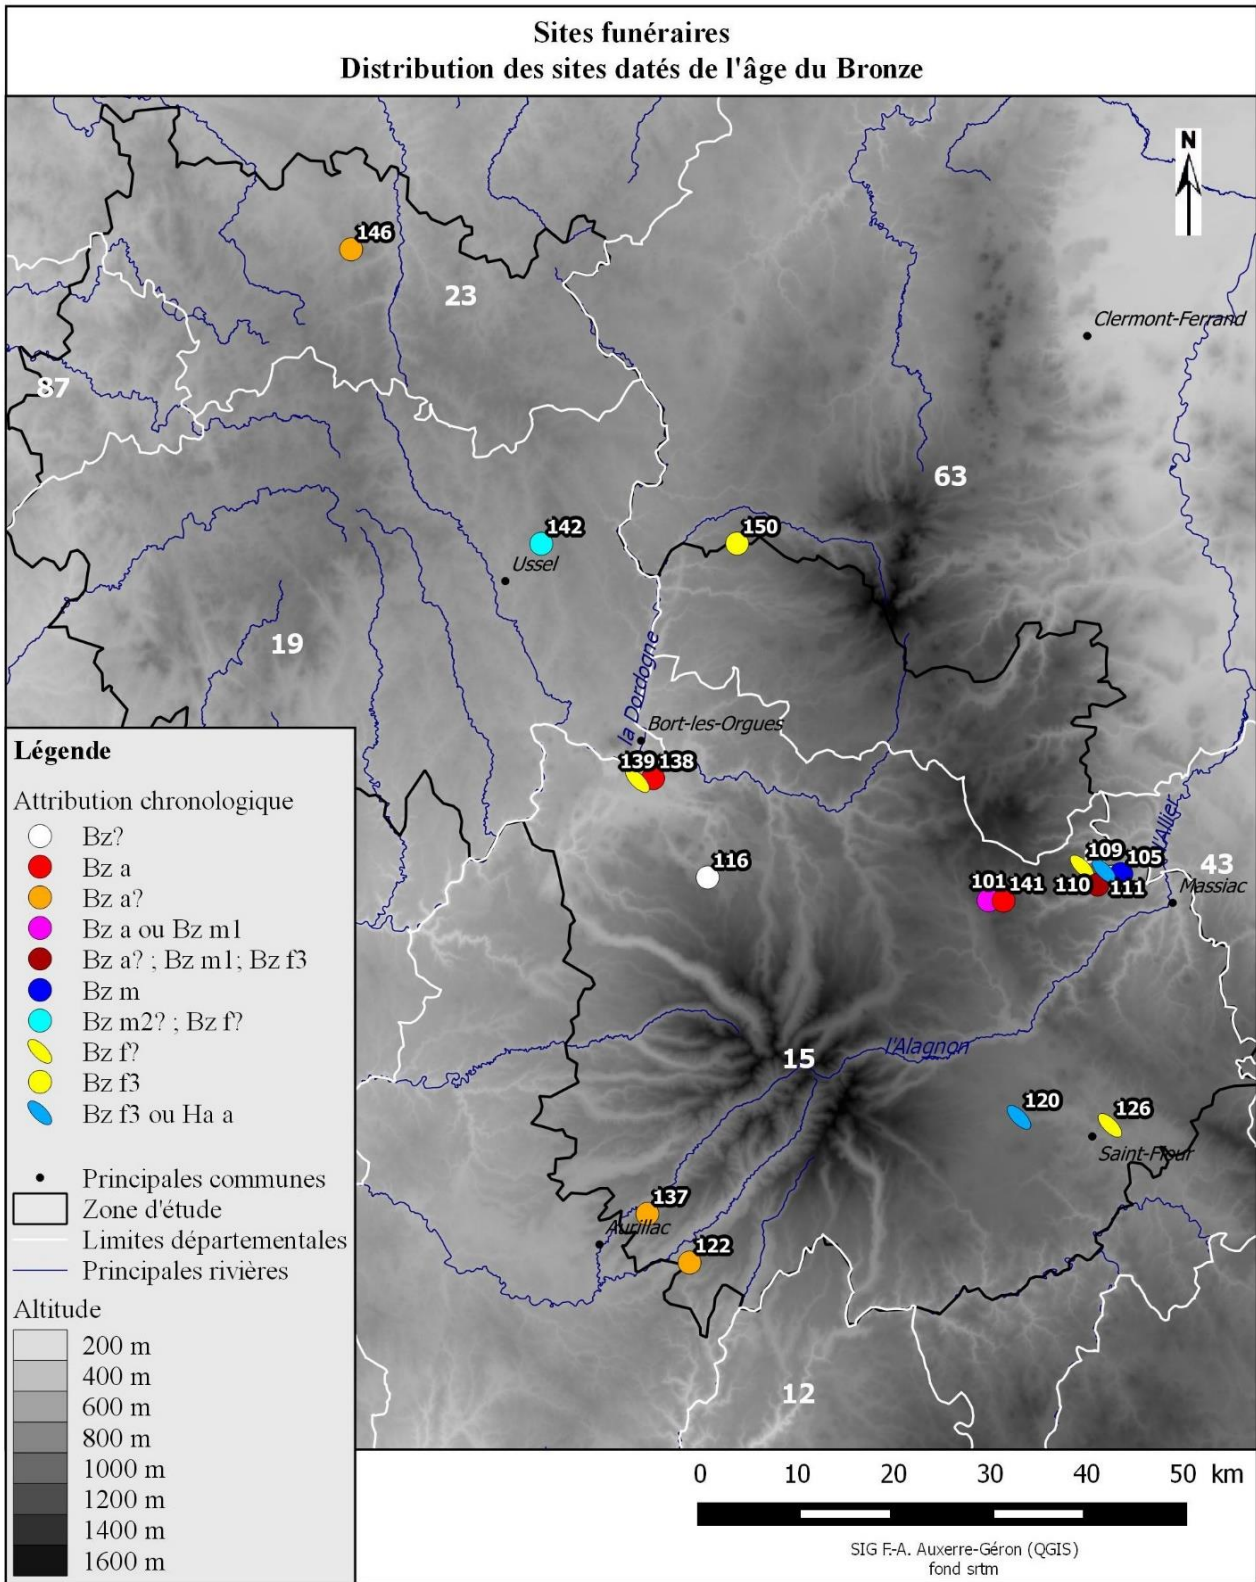 Sites funéraires
Distribution des sites datés de l'âge du Bronze
N
146
23
Clermont-Ferrand
87
63
142
150
Ussel
19
la Dordogne
Bort-les-Orgues
139 138
109 105
l'Allier
43
116
101 141 110 111 Massiac
15
l'Alagnon
120
126
Saint-Flour
137
Aurillac
122
12
Légende
Attribution chronologique
Bz?
Bz a
Bz a?
Bz a ou Bz m1
Bz a? ; Bz m1; Bz f3
Bz m
Bz m2? ; Bz f?
Bz f?
Bz f3
Bz f3 ou Ha a
Principales communes
Zone d'étude
Limites départementales
Principales rivières
Altitude
200 m
400 m
600 m
800 m
1000 m
1200 m
1400 m
1600 m
0 10 20 30 40 50 km
SIG F.-A. Auxerre-Géron (QGIS)
fond srtm